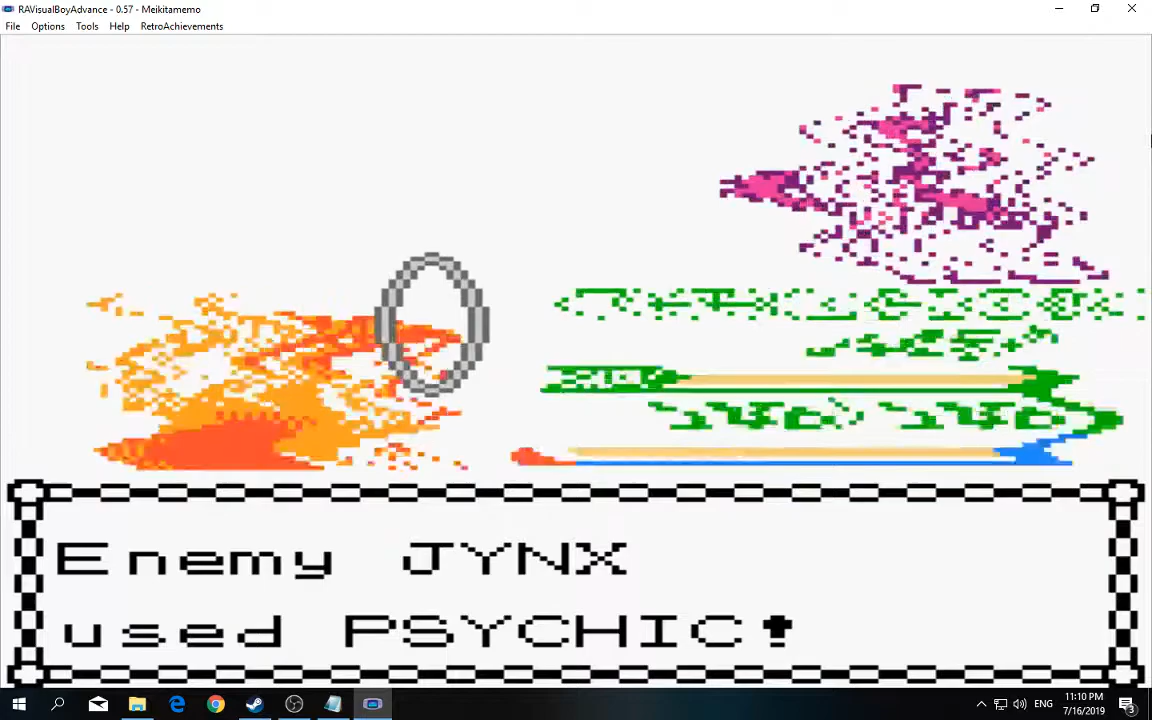 RAVisualBoyAdvance - 0.57 - Meikitamemo
File Options Tools Help RetroAchievements
Enemy JYNX
used PSYCHIC!
ENG
11:10 PM
7/16/2019
3